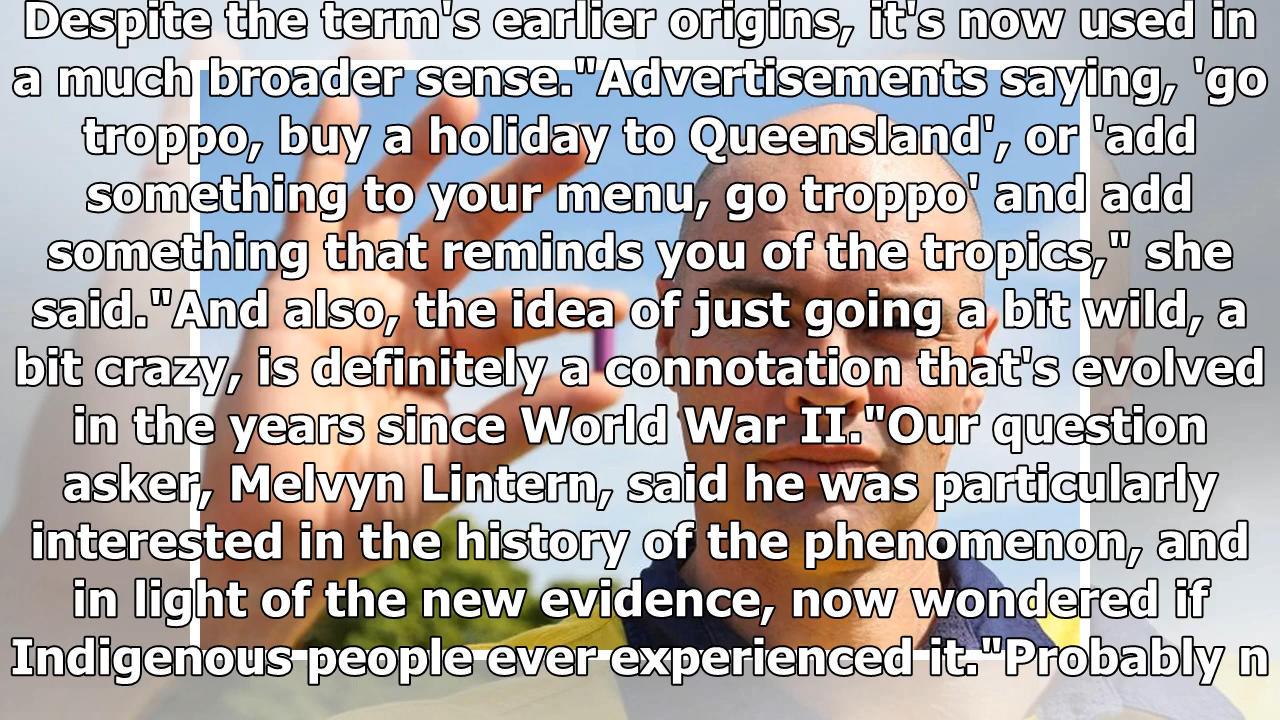 Despite the term's earlier origins, it's now used in
a much broader sense."Advertisements saying, 'go
troppo, buy a holiday to Queensland', or 'add
something to your menu, go troppo' and add
something that reminds you of the tropics," she
said."And also, the idea of just going a bit wild, a
bit crazy, is definitely a connotation that's evolved
in the years since World War II."Our question
asker, Melvyn Lintern, said he was particularly
interested in the history of the phenomenon, and
in light of the new evidence, now wondered if
Indigenous people ever experienced it."Probably n